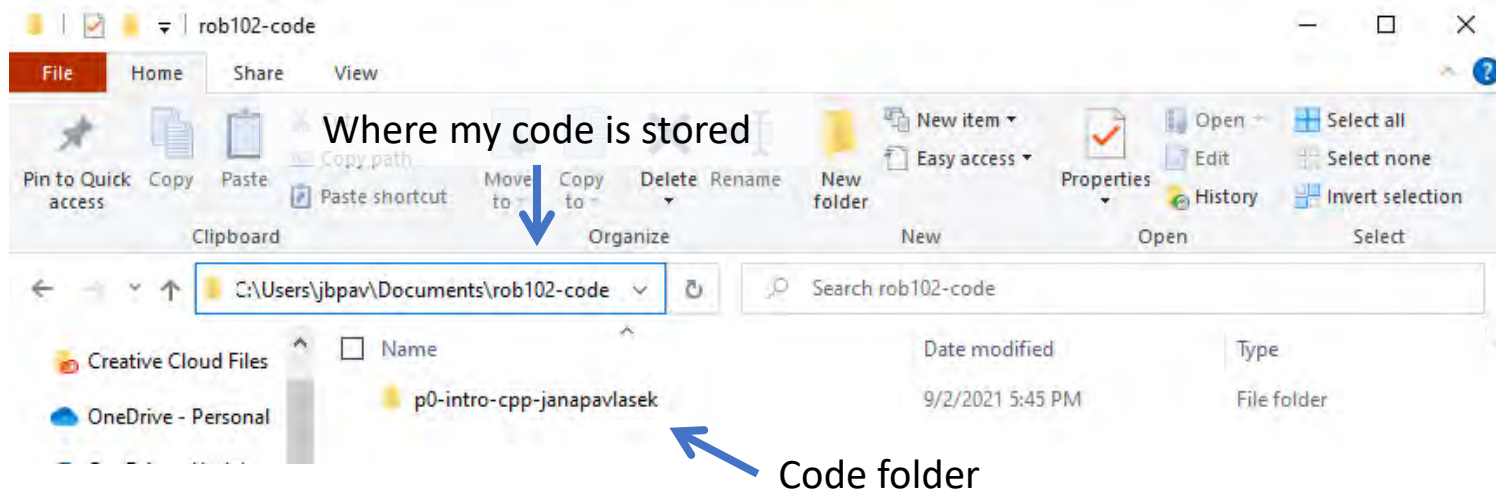 rob102-code
File Home Share View
Where my code is stored
Pin to Quick access
Copy
Paste
Copy path
Paste shortcut
Move to
Copy to
Delete
Rename
New folder
New item
Easy access
Properties
Open
Edit
History
Select all
Select none
Invert selection
Clipboard Organize New Open Select
C:\Users\jbpav\Documents\rob102-code
Search rob102-code
Creative Cloud Files
Name Date modified Type
p0-intro-cpp-janapavlasek 9/2/2021 5:45 PM File folder
OneDrive - Personal
Code folder